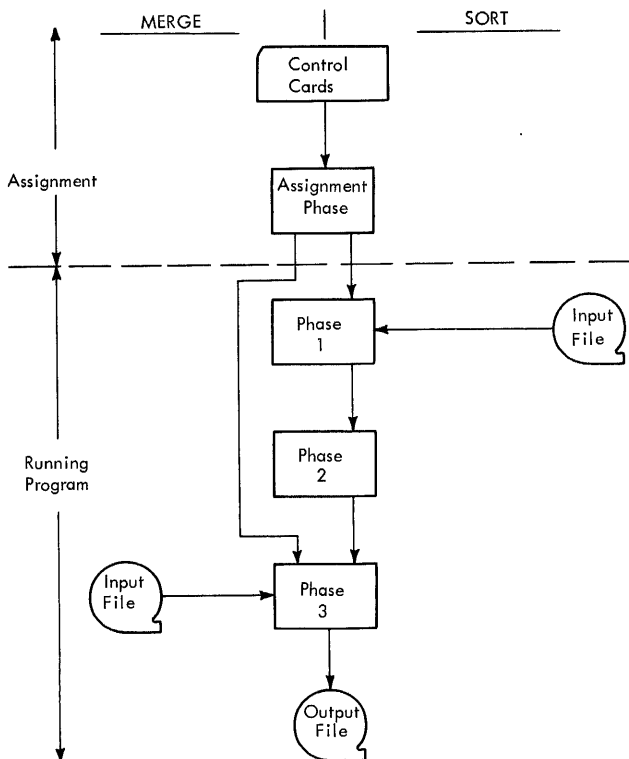 MERGE
SORT
Control
Cards
Assignment
Assignment
Phase
Phase
1
Input
File
Running
Program
Phase
2
Input
File
Phase
3
Output
File